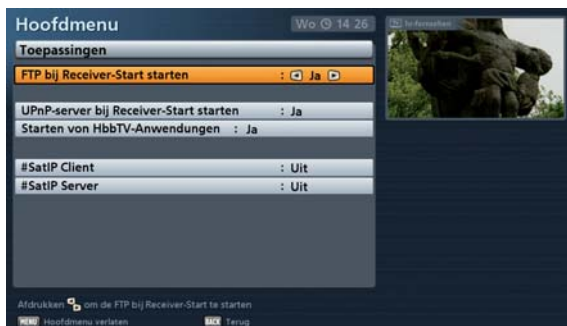 Hoofdmenu Wo 14 26
Toepassingen
FTP bij Receiver-Start starten : Ja
UPnP-server bij Receiver-Start starten : Ja
Starten von HbbTV-Anwendungen : Ja
#SatIP Client : Uit
#SatIP Server : Uit
Afdrukken om de FTP bij Receiver-Start te starten
MENU Hoofdmenu verlaten BACK Terug